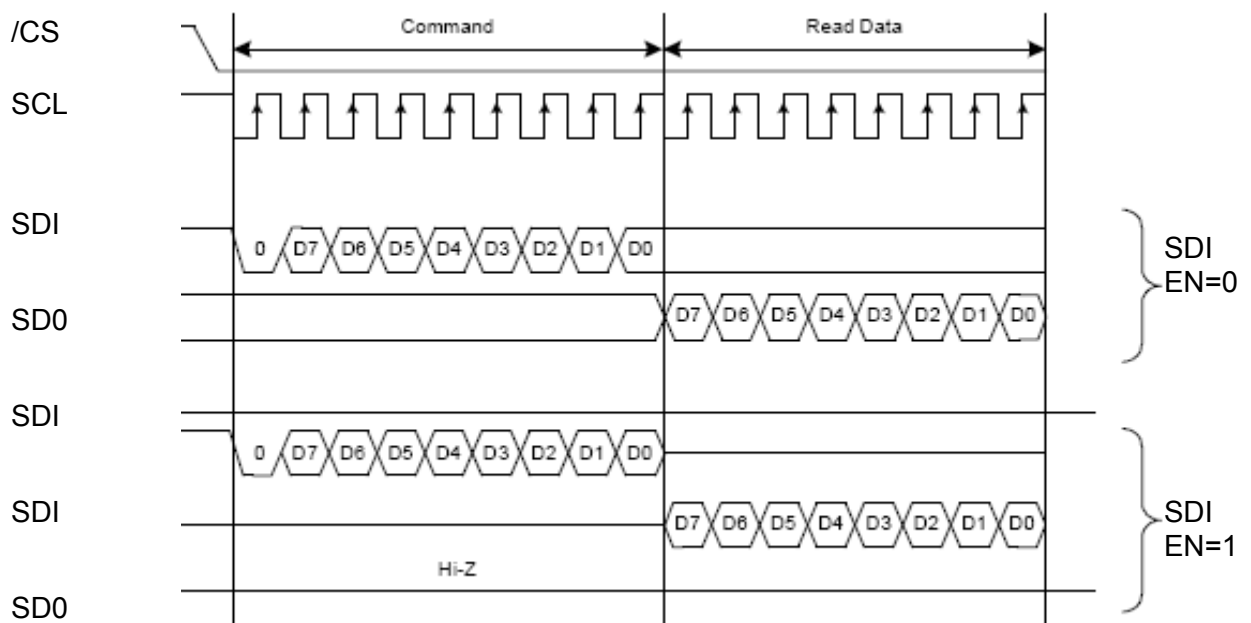 /CS Command Read Data
SCL
SDI
0 D7 D6 D5 D4 D3 D2 D1 D0
SDI
EN=0
SD0
D7 D6 D5 D4 D3 D2 D1 D0
SDI
0 D7 D6 D5 D4 D3 D2 D1 D0
SDI
D7 D6 D5 D4 D3 D2 D1 D0
SDI
EN=1
Hi-Z
SD0